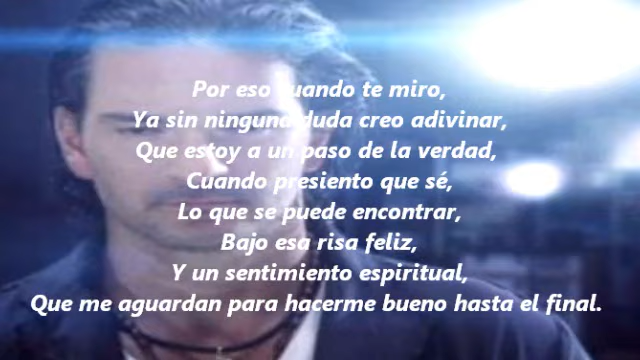 Por eso cuando te miro,
Ya sin ninguna duda creo adivinar,
Que estoy a un paso de la verdad,
Cuando presiento que sé,
Lo que se puede encontrar,
Bajo esa risa feliz,
Y un sentimiento espiritual,
Que me aguardan para hacerme bueno hasta el final.